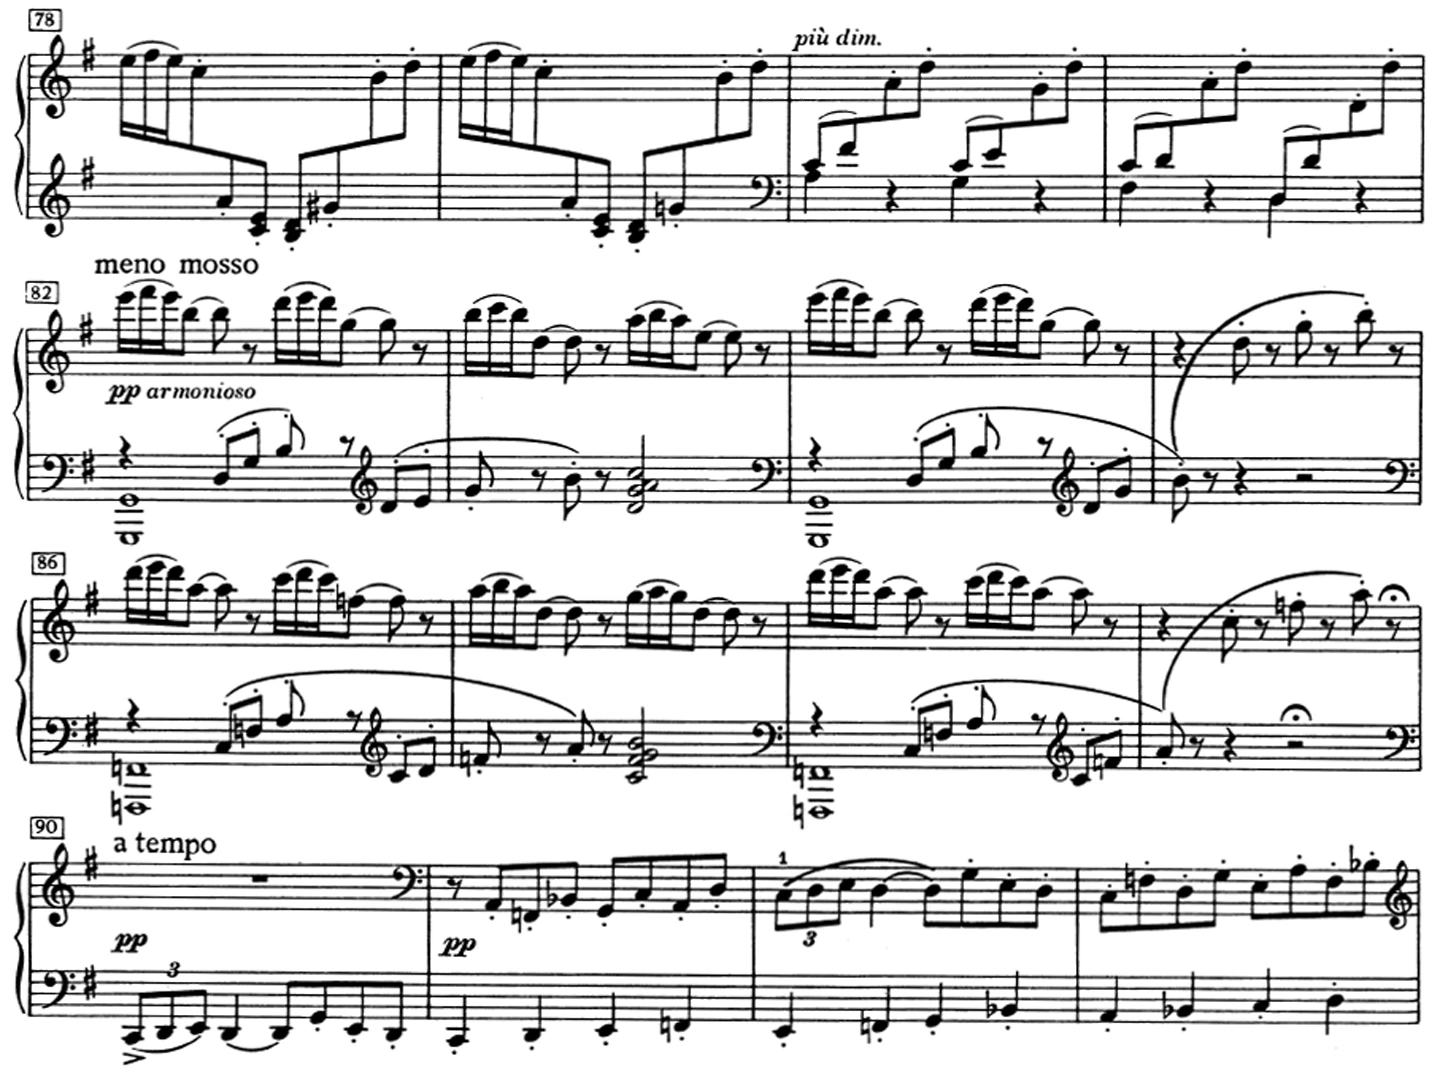 78
più dim.
meno mosso
82
pp armonioso
86
90
a tempo
1
pp
pp
3
3